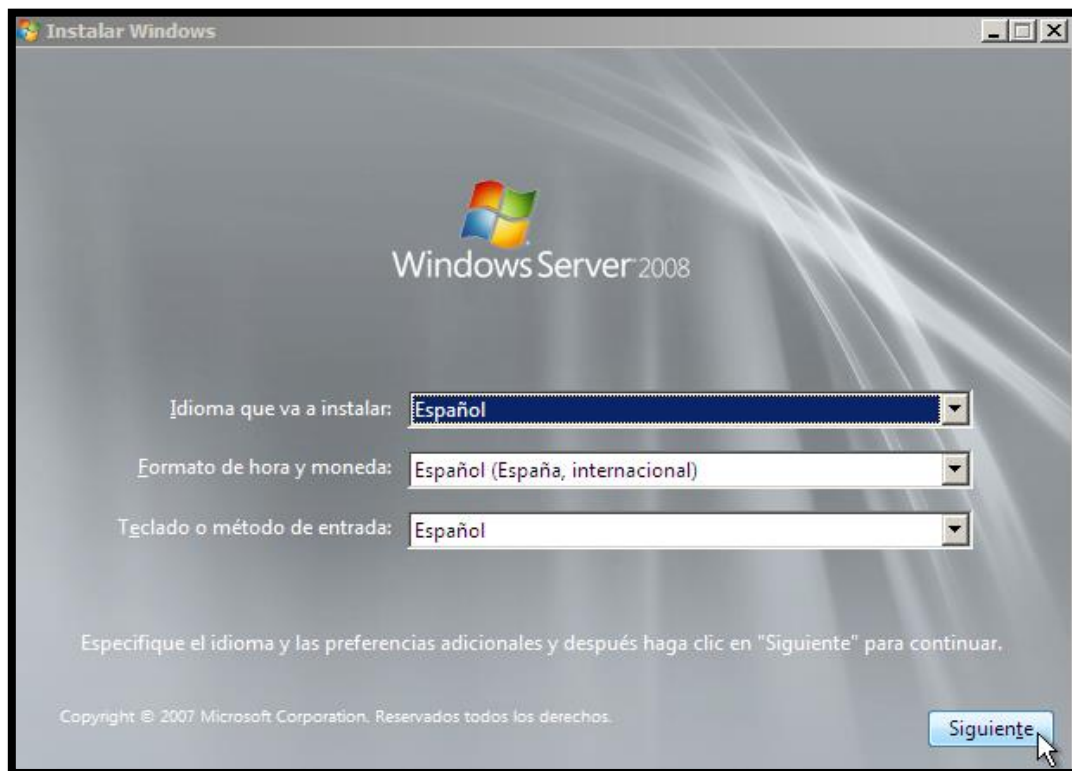 Instalar Windows
Windows Server 2008
Idioma que va a instalar: Español
Formato de hora y moneda: Español (España, internacional)
Teclado o método de entrada: Español
Especifique el idioma y las preferencias adicionales y después haga clic en "Siguiente" para continuar.
Copyright © 2007 Microsoft Corporation. Reservados todos los derechos.
Siguiente